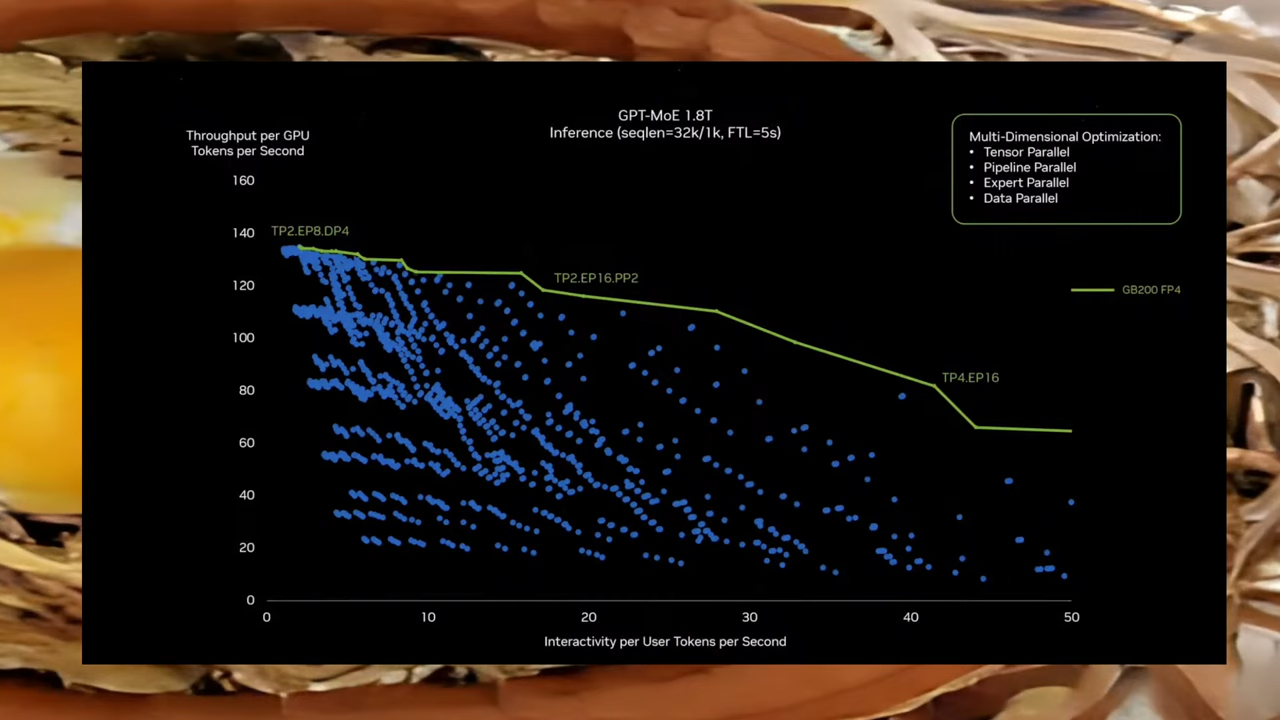 GPT-MoE 1.8T
Inference (seqlen=32k/1k, FTL=5s)
Throughput per GPU
Tokens per Second
Multi-Dimensional Optimization:
• Tensor Parallel
• Pipeline Parallel
• Expert Parallel
• Data Parallel
160
140
120
100
80
60
40
20
0
TP2.EP8.DP4
TP2.EP16.PP2
TP4.EP16
GB200 FP4
0 10 20 30 40 50
Interactivity per User Tokens per Second